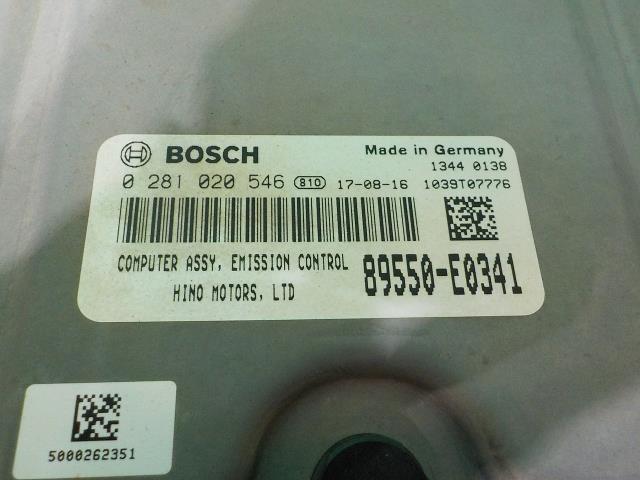 BOSCH
Made in Germany
1344 0138
0 281 020 546 810 17-08-16 1039T07776
COMPUTER ASSY, EMISSION CONTROL
HINO MOTORS, LTD
89550-E0341
5000262351